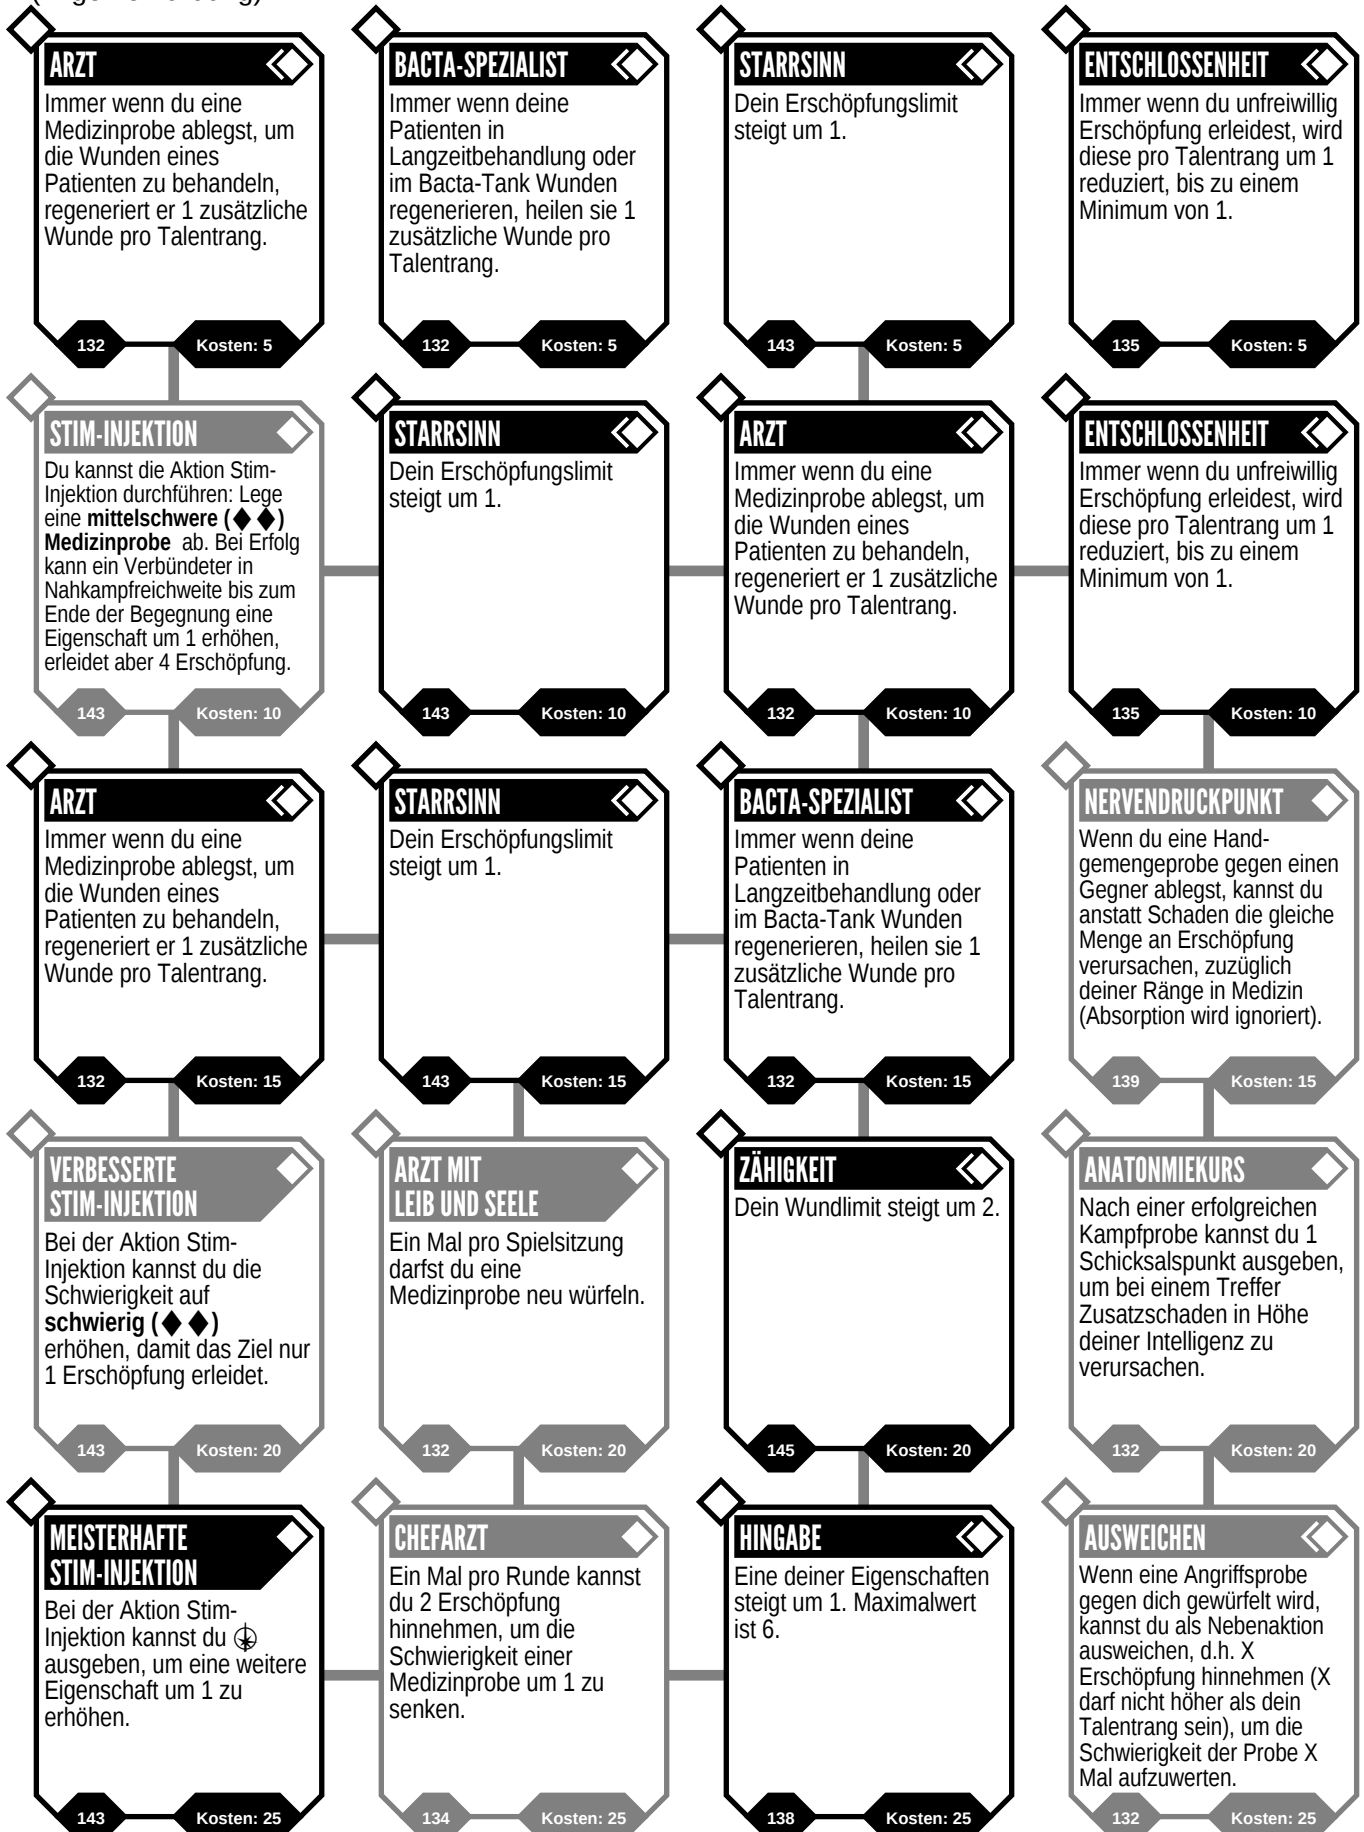 ARZT
Immer wenn du eine
Medizinprobe ablegst, um
die Wunden eines
Patienten zu behandeln,
regeneriert er 1 zusätzliche
Wunde pro Talentrang.
132
Kosten: 5
BACTA-SPEZIALIST
Immer wenn deine
Patienten in
Langzeitbehandlung oder
im Bacta-Tank Wunden
regenerieren, heilen sie 1
zusätzliche Wunde pro
Talentrang.
132
Kosten: 5
STARRSINN
Dein Erschöpfungslimit
steigt um 1.
143
Kosten: 5
ENTSCHLOSSENHEIT
Immer wenn du unfreiwillig
Erschöpfung erleidest, wird
diese pro Talentrang um 1
reduziert, bis zu einem
Minimum von 1.
135
Kosten: 5
STIM-INJEKTION
Du kannst die Aktion Stim-
Injektion durchführen: Lege
eine mittelschwere (♦ ♦)
Medizinprobe ab. Bei Erfolg
kann ein Verbündeter in
Nahkampfreichweite bis zum
Ende der Begegnung eine
Eigenschaft um 1 erhöhen,
erleidet aber 4 Erschöpfung.
143
Kosten: 10
STARRSINN
Dein Erschöpfungslimit
steigt um 1.
143
Kosten: 10
ARZT
Immer wenn du eine
Medizinprobe ablegst, um
die Wunden eines
Patienten zu behandeln,
regeneriert er 1 zusätzliche
Wunde pro Talentrang.
132
Kosten: 10
ENTSCHLOSSENHEIT
Immer wenn du unfreiwillig
Erschöpfung erleidest, wird
diese pro Talentrang um 1
reduziert, bis zu einem
Minimum von 1.
135
Kosten: 10
ARZT
Immer wenn du eine
Medizinprobe ablegst, um
die Wunden eines
Patienten zu behandeln,
regeneriert er 1 zusätzliche
Wunde pro Talentrang.
132
Kosten: 15
STARRSINN
Dein Erschöpfungslimit
steigt um 1.
143
Kosten: 15
BACTA-SPEZIALIST
Immer wenn deine
Patienten in
Langzeitbehandlung oder
im Bacta-Tank Wunden
regenerieren, heilen sie 1
zusätzliche Wunde pro
Talentrang.
132
Kosten: 15
NERVENDRUCKPUNKT
Wenn du eine Hand-
gemengeprobe gegen einen
Gegner ablegst, kannst du
anstatt Schaden die gleiche
Menge an Erschöpfung
verursachen, zuzüglich
deiner Ränge in Medizin
(Absorption wird ignoriert).
139
Kosten: 15
VERBESSERTE
STIM-INJEKTION
Bei der Aktion Stim-
Injektion kannst du die
Schwierigkeit auf
schwierig (♦ ♦)
erhöhen, damit das Ziel nur
1 Erschöpfung erleidet.
143
Kosten: 20
ARZT MIT
LEIB UND SEELE
Ein Mal pro Spielsitzung
darfst du eine
Medizinprobe neu würfeln.
132
Kosten: 20
ZÄHIGKEIT
Dein Wundlimit steigt um 2.
145
Kosten: 20
ANATONMIEKURS
Nach einer erfolgreichen
Kampfprobe kannst du 1
Schicksalspunkt ausgeben,
um bei einem Treffer
Zusatzschaden in Höhe
deiner Intelligenz zu
verursachen.
132
Kosten: 20
MEISTERHAFTE
STIM-INJEKTION
Bei der Aktion Stim-
Injektion kannst du
ausgeben, um eine weitere
Eigenschaft um 1 zu
erhöhen.
143
Kosten: 25
CHEFARZT
Ein Mal pro Runde kannst
du 2 Erschöpfung
hinnehmen, um die
Schwierigkeit einer
Medizinprobe um 1 zu
senken.
134
Kosten: 25
HINGABE
Eine deiner Eigenschaften
steigt um 1. Maximalwert
ist 6.
138
Kosten: 25
AUSWEICHEN
Wenn eine Angriffsprobe
gegen dich gewürfelt wird,
kannst du als Nebenaktion
ausweichen, d.h. X
Erschöpfung hinnehmen (X
darf nicht höher als dein
Talentrang sein), um die
Schwierigkeit der Probe X
Mal aufzuwerten.
132
Kosten: 25